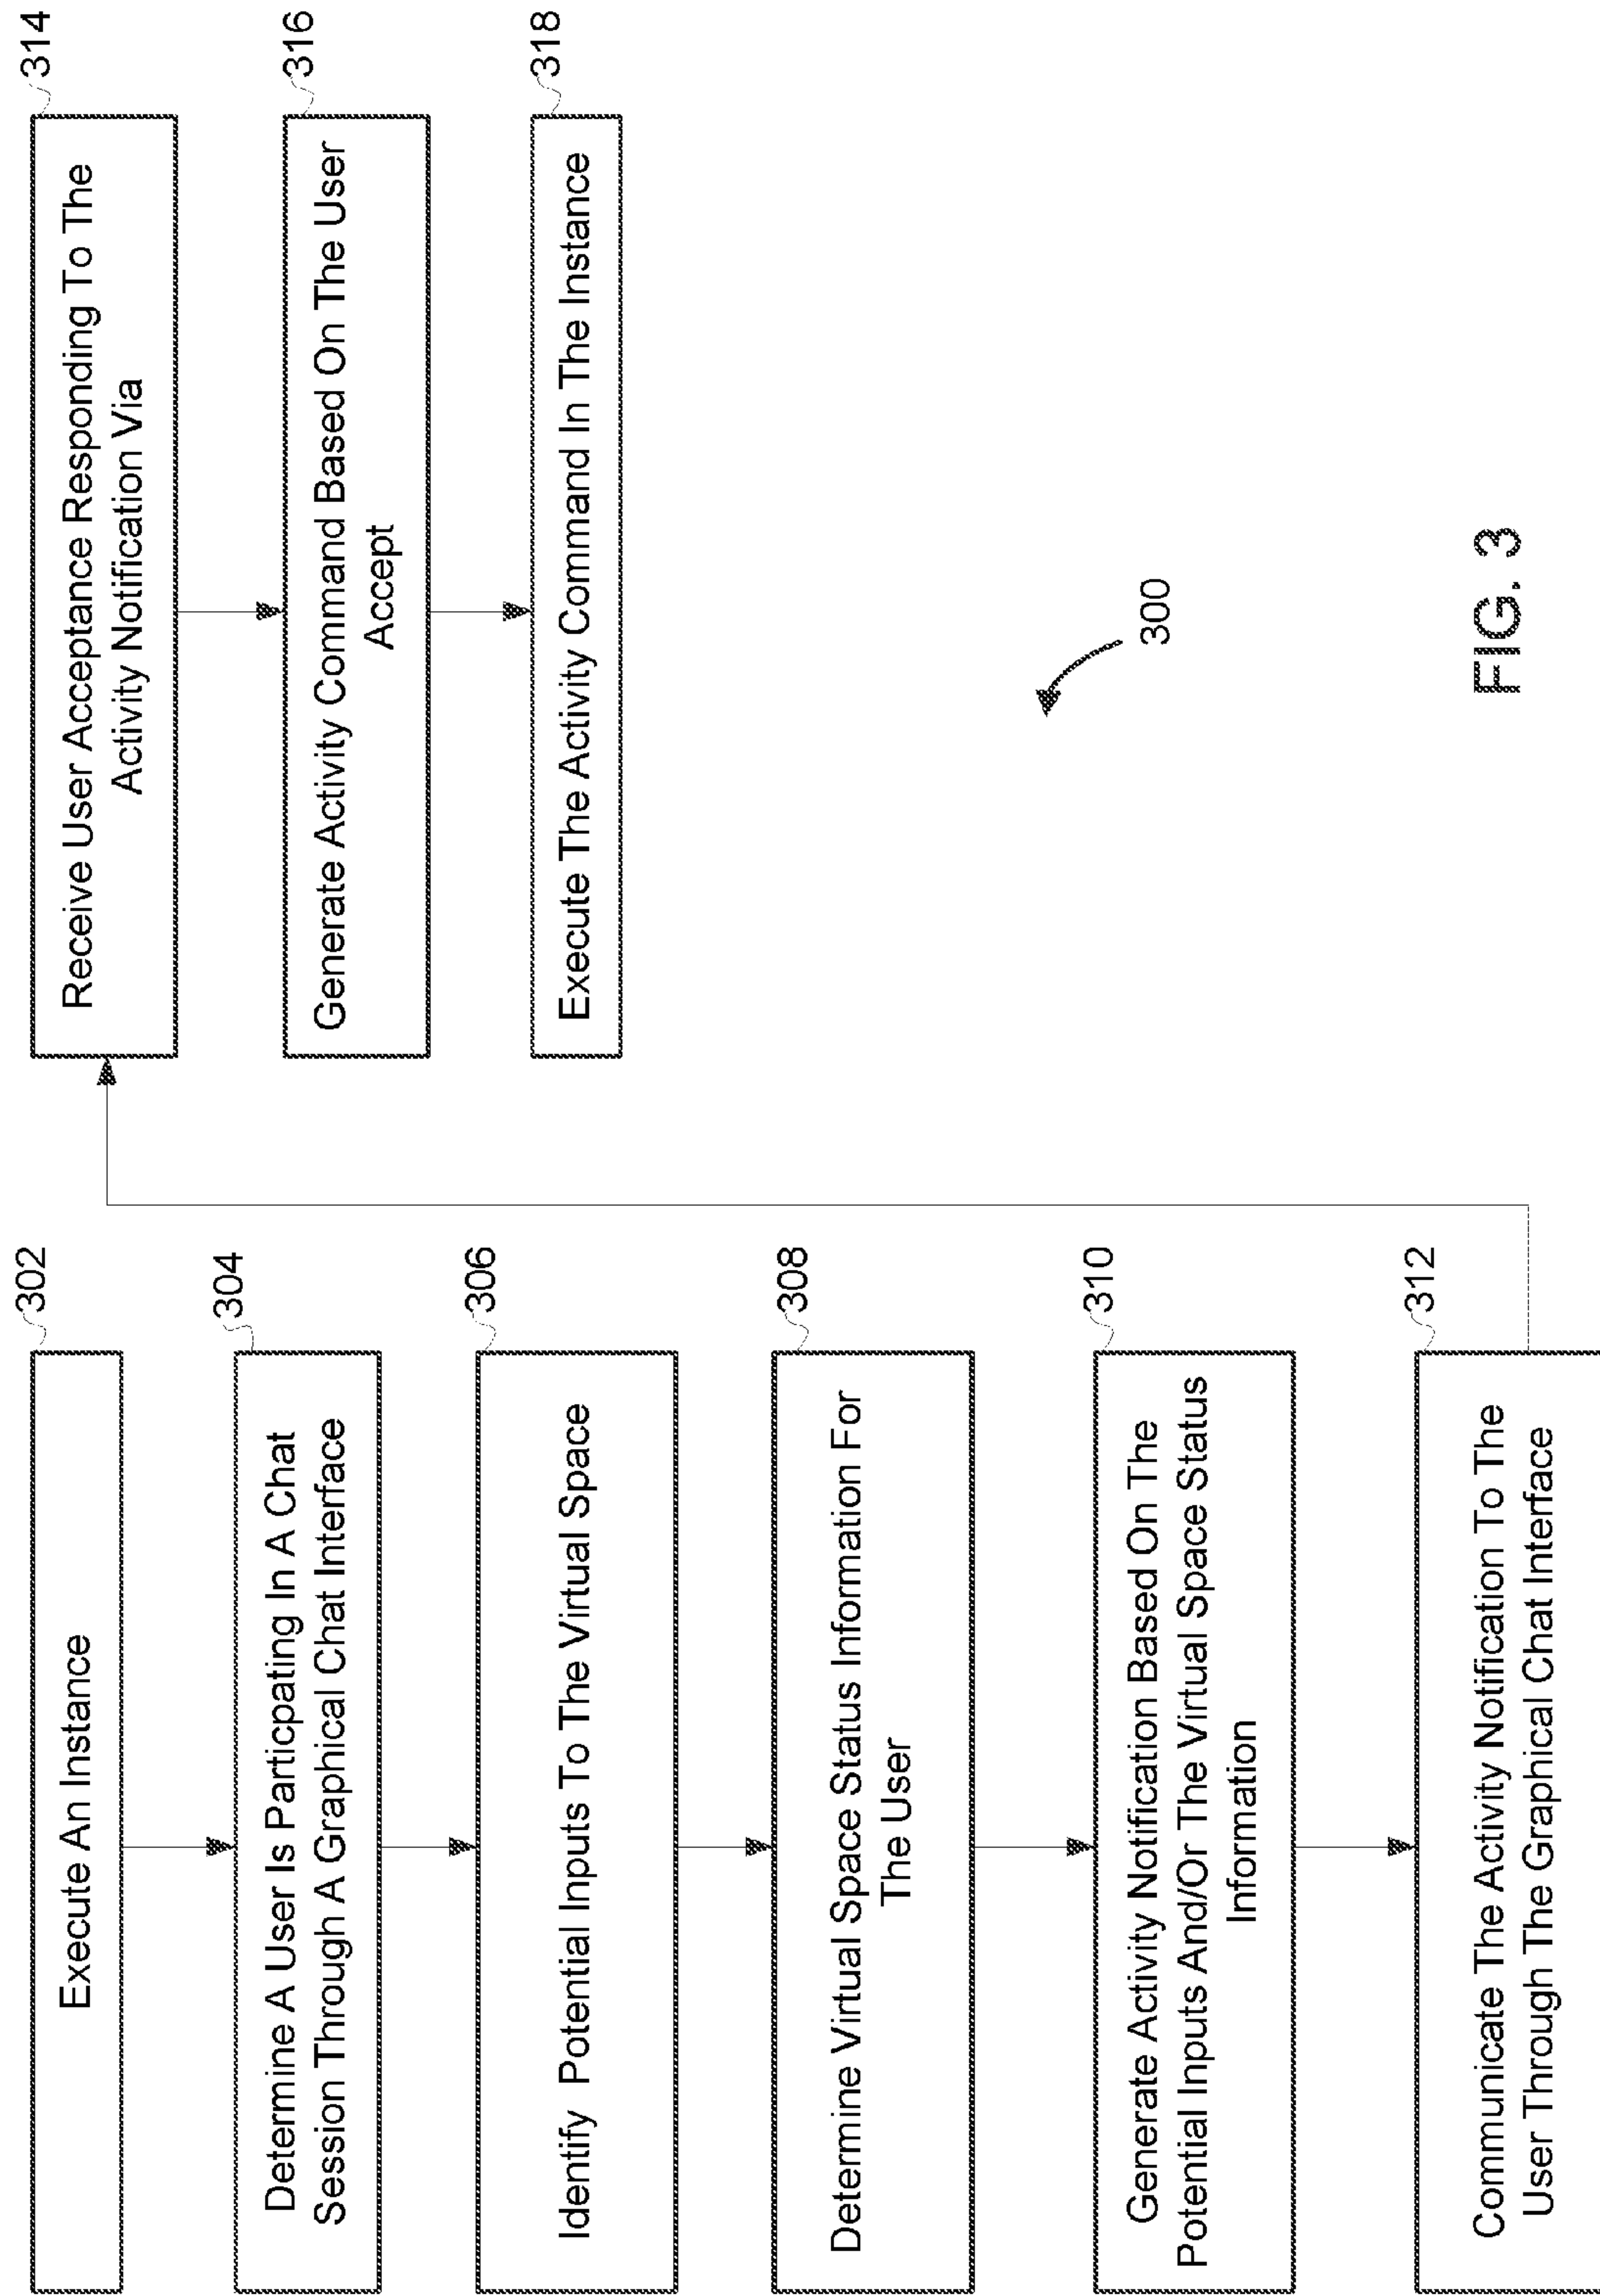 302
Execute An Instance
304
Determine A User Is Particpating In A Chat
Session Through A Graphical Chat Interface
306
Identify Potential Inputs To The Virtual Space
308
Determine Virtual Space Status Information For
The User
310
Generate Activity Notification Based On The
Potential Inputs And/Or The Virtual Space Status
Information
312
Communicate The Activity Notification To The
User Through The Graphical Chat Interface
314
Receive User Acceptance Responding To The
Activity Notification Via
316
Generate Activity Command Based On The User
Accept
318
Execute The Activity Command In The Instance
300
FIG. 3